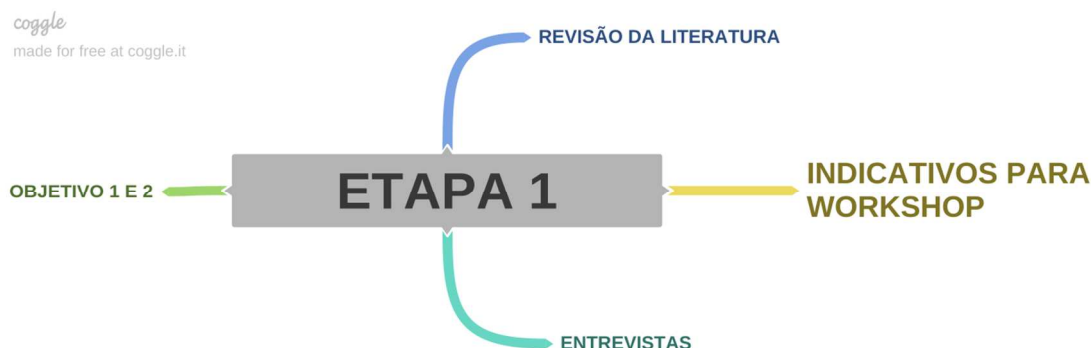 coggle
made for free at coggle.it
REVISÃO DA LITERATURA
OBJETIVO 1 E 2
ETAPA 1
INDICATIVOS PARA
WORKSHOP
ENTREVISTAS